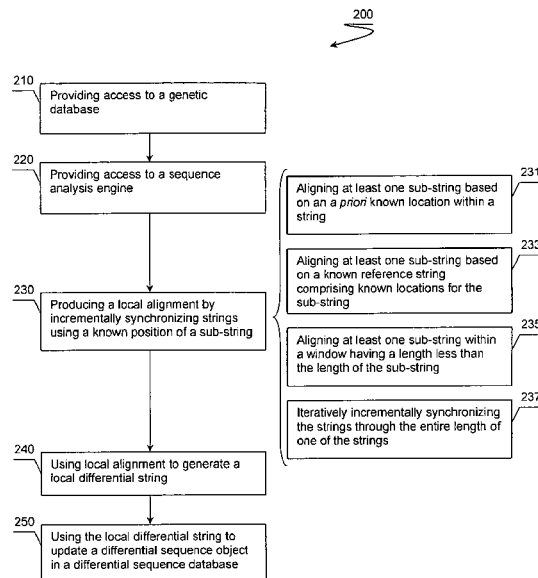 200
210
Providing access to a genetic
database
220
Providing access to a sequence
analysis engine
230
Producing a local alignment by
incrementally synchronizing strings
using a known position of a sub-string
231
Aligning at least one sub-string based
on an a priori known location within a
string
233
Aligning at least one sub-string based
on a known reference string
comprising known locations for the
sub-string
235
Aligning at least one sub-string within
a window having a length less than
the length of the sub-string
237
Iteratively incrementally synchronizing
the strings through the entire length of
one of the strings
240
Using local alignment to generate a
local differential string
250
Using the local differential string to
update a differential sequence object
in a differential sequence database